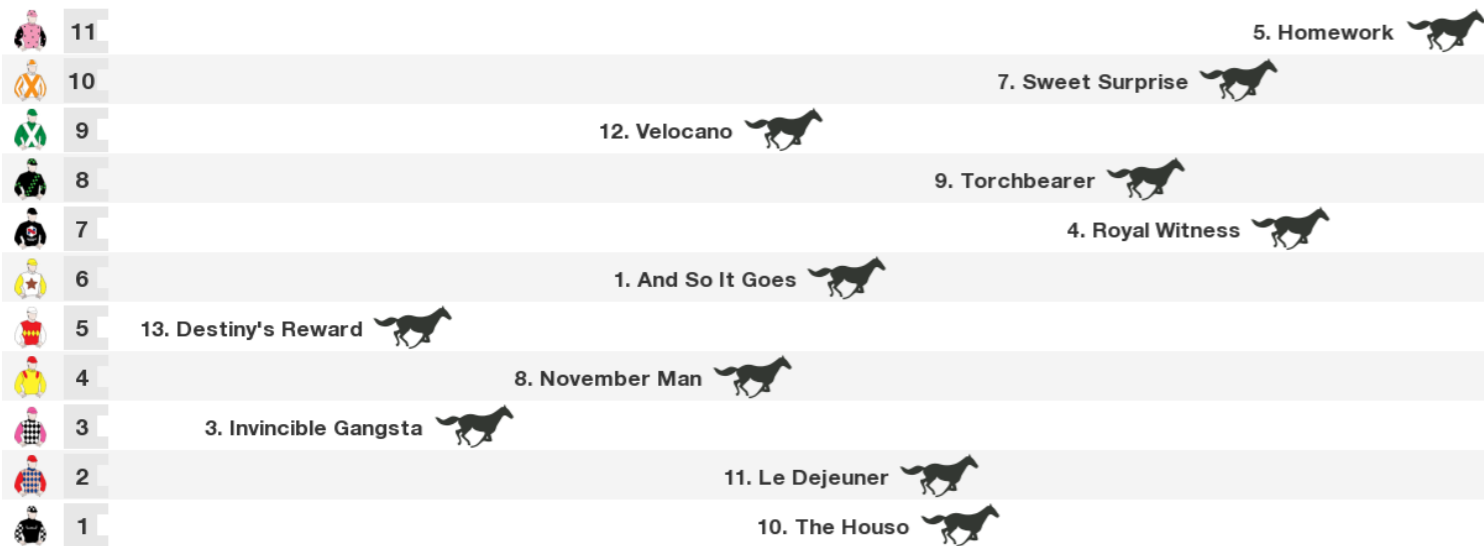 11 5. Homework
10 7. Sweet Surprise
9 12. Velocano
8 9. Torchbearer
7 4. Royal Witness
6 1. And So It Goes
5 13. Destiny's Reward
4 8. November Man
3 3. Invincible Gangsta
2 11. Le Dejeuner
1 10. The Houso